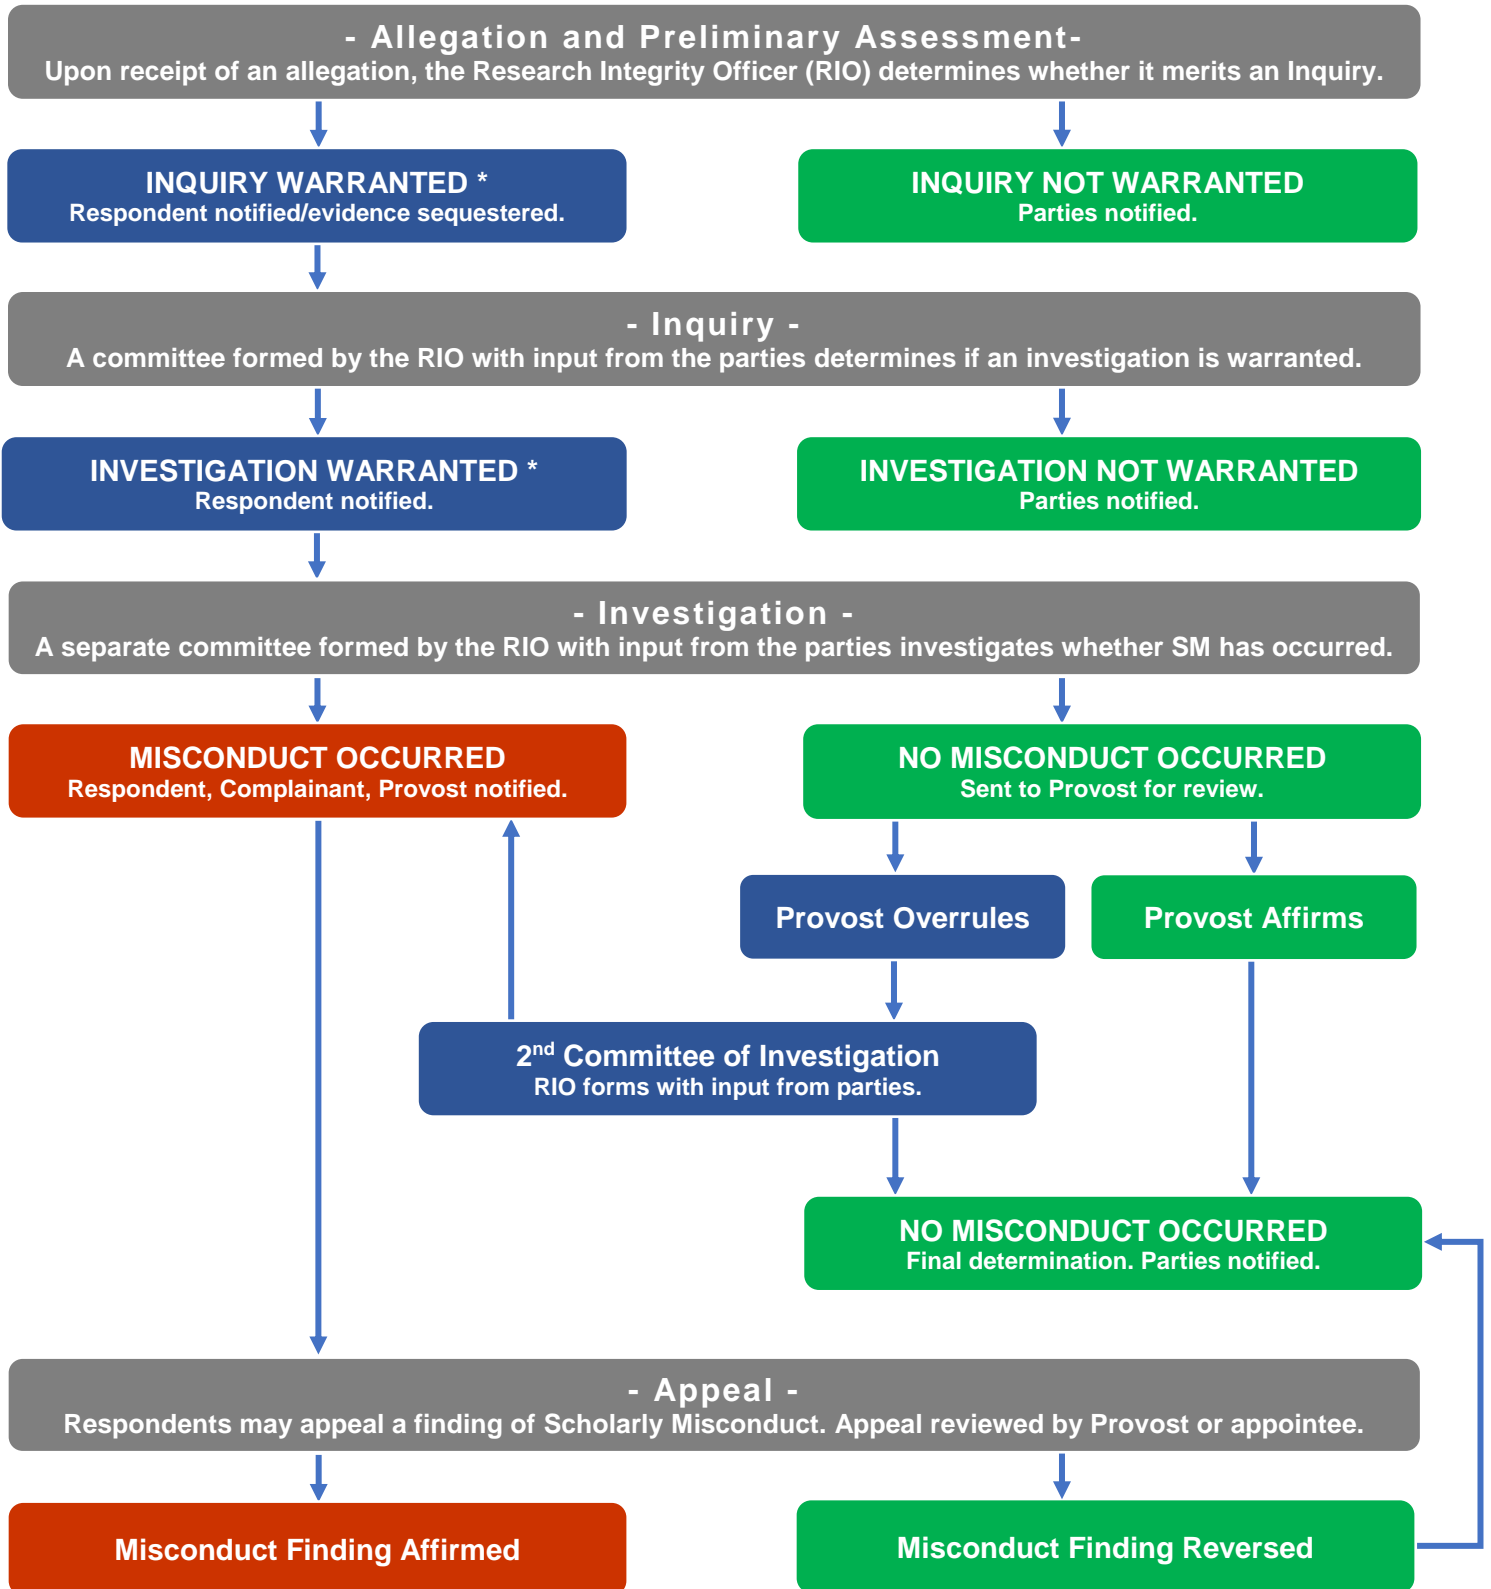 - Allegation and Preliminary Assessment-
Upon receipt of an allegation, the Research Integrity Officer (RIO) determines whether it merits an Inquiry.
INQUIRY WARRANTED *
Respondent notified/evidence sequestered.
INQUIRY NOT WARRANTED
Parties notified.
- Inquiry -
A committee formed by the RIO with input from the parties determines if an investigation is warranted.
INVESTIGATION WARRANTED *
Respondent notified.
INVESTIGATION NOT WARRANTED
Parties notified.
- Investigation -
A separate committee formed by the RIO with input from the parties investigates whether SM has occurred.
MISCONDUCT OCCURRED
Respondent, Complainant, Provost notified.
NO MISCONDUCT OCCURRED
Sent to Provost for review.
Provost Overrules
Provost Affirms
2nd Committee of Investigation
RIO forms with input from parties.
NO MISCONDUCT OCCURRED
Final determination. Parties notified.
- Appeal -
Respondents may appeal a finding of Scholarly Misconduct. Appeal reviewed by Provost or appointee.
Misconduct Finding Affirmed
Misconduct Finding Reversed